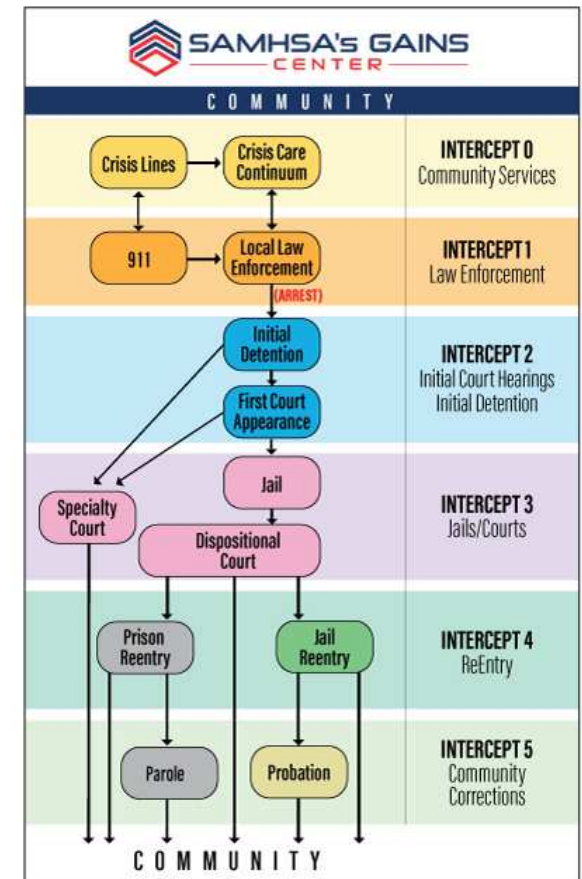 SAMHSA's GAINS
CENTER
COMMUNITY
Crisis Lines
Crisis Care
Continuum
INTERCEPT 0
Community Services
911
Local Law
Enforcement
INTERCEPT 1
Law Enforcement
(ARREST)
Initial
Detention
First Court
Appearance
INTERCEPT 2
Initial Court Hearings
Initial Detention
Jail
Specialty
Court
Dispositional
Court
INTERCEPT 3
Jails/Courts
Prison
Reentry
Jail
Reentry
INTERCEPT 4
ReEntry
Parole
Probation
INTERCEPT 5
Community
Corrections
COMMUNITY